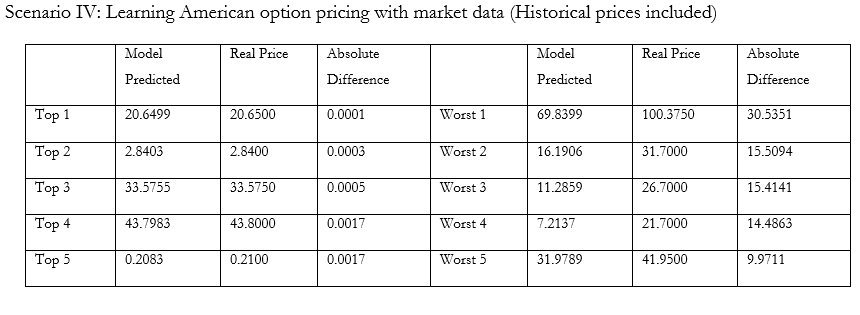 Scenario IV: Learning American option pricing with market data (Historical prices included)
Model Predicted Real Price Absolute Difference Model Predicted Real Price Absolute Difference
Top 1 20.6499 20.6500 0.0001 Worst 1 69.8399 100.3750 30.5351
Top 2 2.8403 2.8400 0.0003 Worst 2 16.1906 31.7000 15.5094
Top 3 33.5755 33.5750 0.0005 Worst 3 11.2859 26.7000 15.4141
Top 4 43.7983 43.8000 0.0017 Worst 4 7.2137 21.7000 14.4863
Top 5 0.2083 0.2100 0.0017 Worst 5 31.9789 41.9500 9.9711